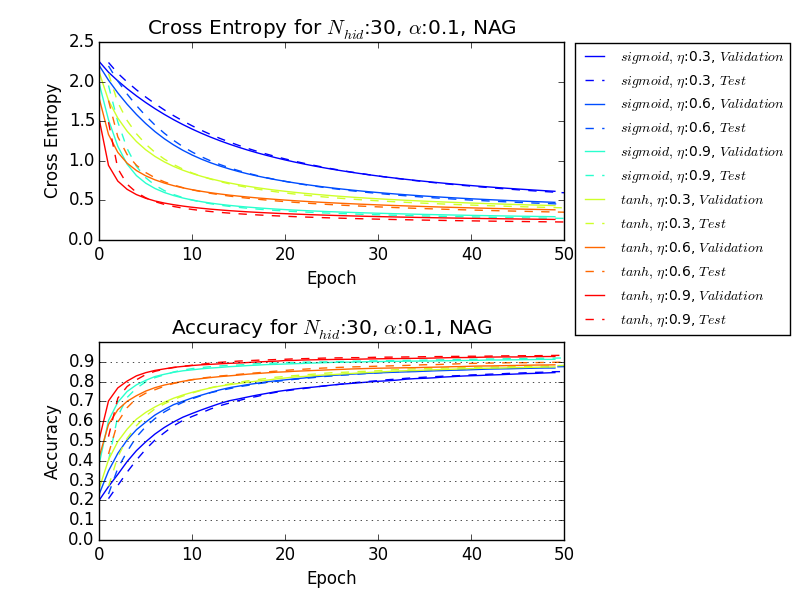 Cross Entropy for N_hid:30, α:0.1, NAG
2.5
2.0
1.5
1.0
0.5
0.0
Cross Entropy
0 10 20 30 40 50
Epoch
sigmoid, η:0.3, Validation
sigmoid, η:0.3, Test
sigmoid, η:0.6, Validation
sigmoid, η:0.6, Test
sigmoid, η:0.9, Validation
sigmoid, η:0.9, Test
tanh, η:0.3, Validation
tanh, η:0.3, Test
tanh, η:0.6, Validation
tanh, η:0.6, Test
tanh, η:0.9, Validation
tanh, η:0.9, Test
Accuracy for N_hid:30, α:0.1, NAG
0.9
0.8
0.7
0.6
0.5
0.4
0.3
0.2
0.1
0.0
Accuracy
0 10 20 30 40 50
Epoch